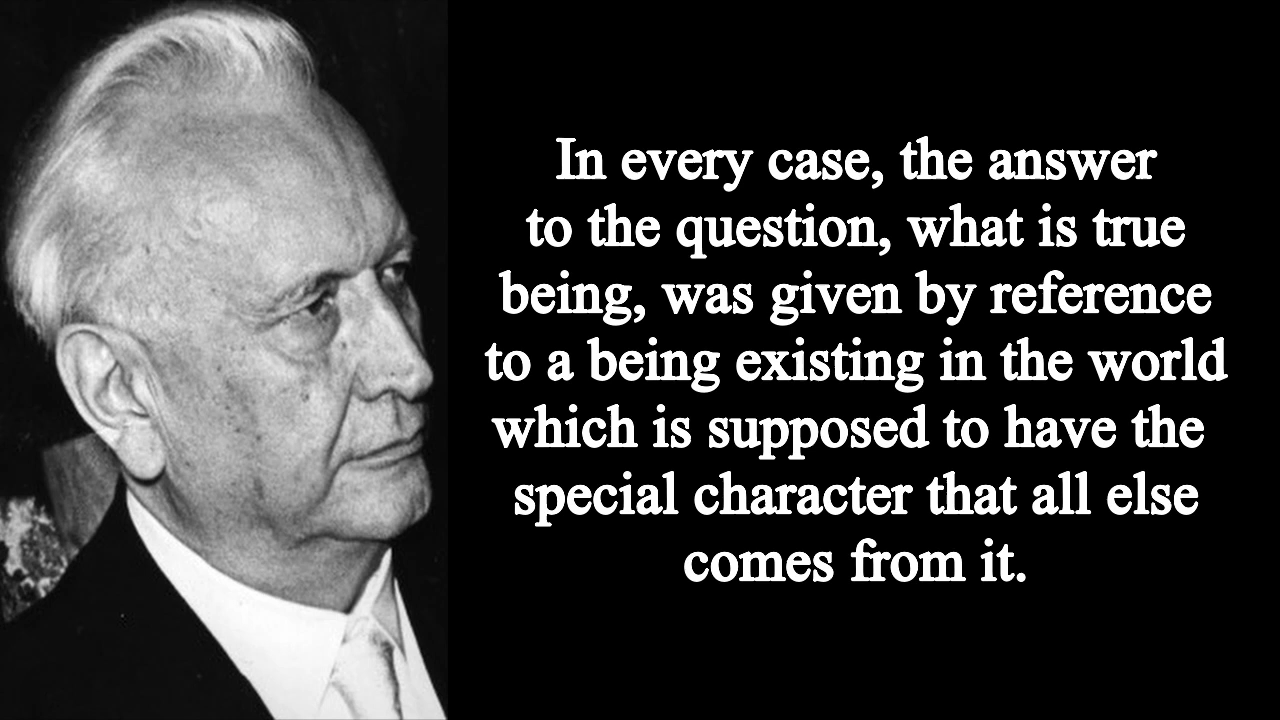 In every case, the answer
to the question, what is true
being, was given by reference
to a being existing in the world
which is supposed to have the
special character that all else
comes from it.